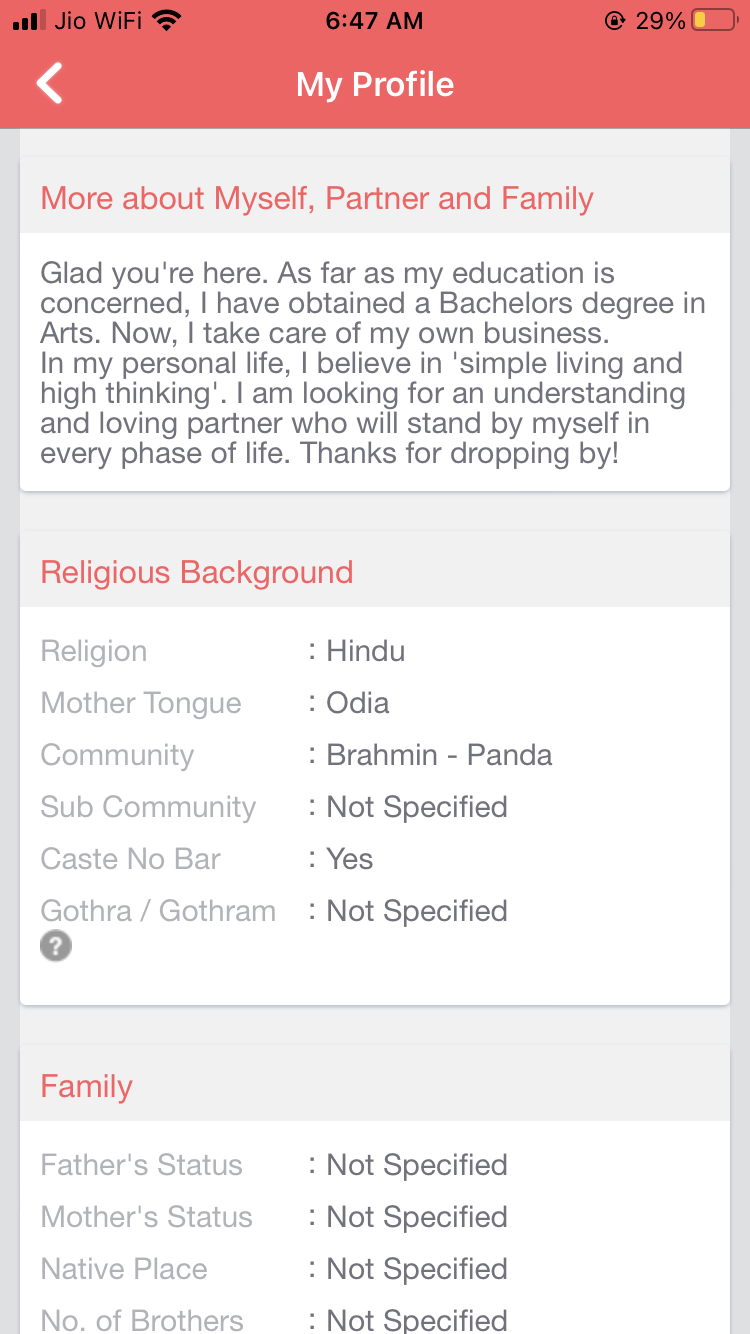 Jio WiFi 6:47 AM 29%
My Profile
More about Myself, Partner and Family
Glad you're here. As far as my education is
concerned, I have obtained a Bachelors degree in
Arts. Now, I take care of my own business.
In my personal life, I believe in 'simple living and
high thinking'. I am looking for an understanding
and loving partner who will stand by myself in
every phase of life. Thanks for dropping by!
Religious Background
Religion : Hindu
Mother Tongue : Odia
Community : Brahmin - Panda
Sub Community : Not Specified
Caste No Bar : Yes
Gothra / Gothram : Not Specified
?
Family
Father's Status : Not Specified
Mother's Status : Not Specified
Native Place : Not Specified
No. of Brothers : Not Specified